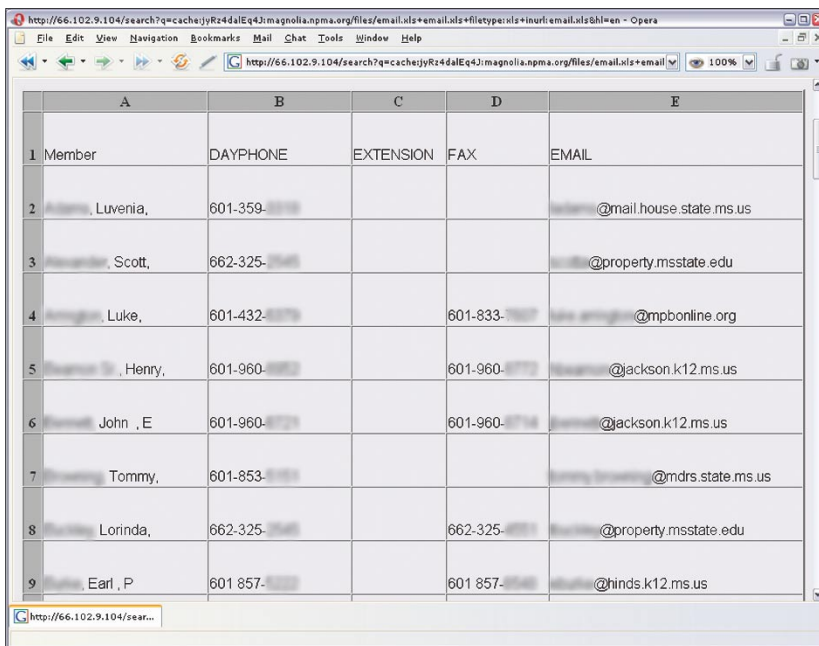 http://66.102.9.104/search?q=cache:jyRz4dalEq4J:magnolia.npma.org/files/email.xls+email.xls+filetype:xls+inurl:email.xls&hl=en - Opera
File Edit View Navigation Bookmarks Mail Chat Tools Window Help
http://66.102.9.104/search?q=cache:jyRz4dalEq4J:magnolia.npma.org/files/email.xls+email 100%
A B C D E
1 Member DAYPHONE EXTENSION FAX EMAIL
2 , Luvenia, 601-359- @mail.house.state.ms.us
3 , Scott, 662-325- @property.msstate.edu
4 , Luke, 601-432- 601-833- @mpbonline.org
5 , Henry, 601-960- 601-960- @jackson.k12.ms.us
6 John , E 601-960- 601-960- @jackson.k12.ms.us
7 Tommy, 601-853- @mdrs.state.ms.us
8 Lorinda, 662-325- 662-325- @property.msstate.edu
9 , Earl , P 601 857- 601 857- @hinds.k12.ms.us
http://66.102.9.104/sear...